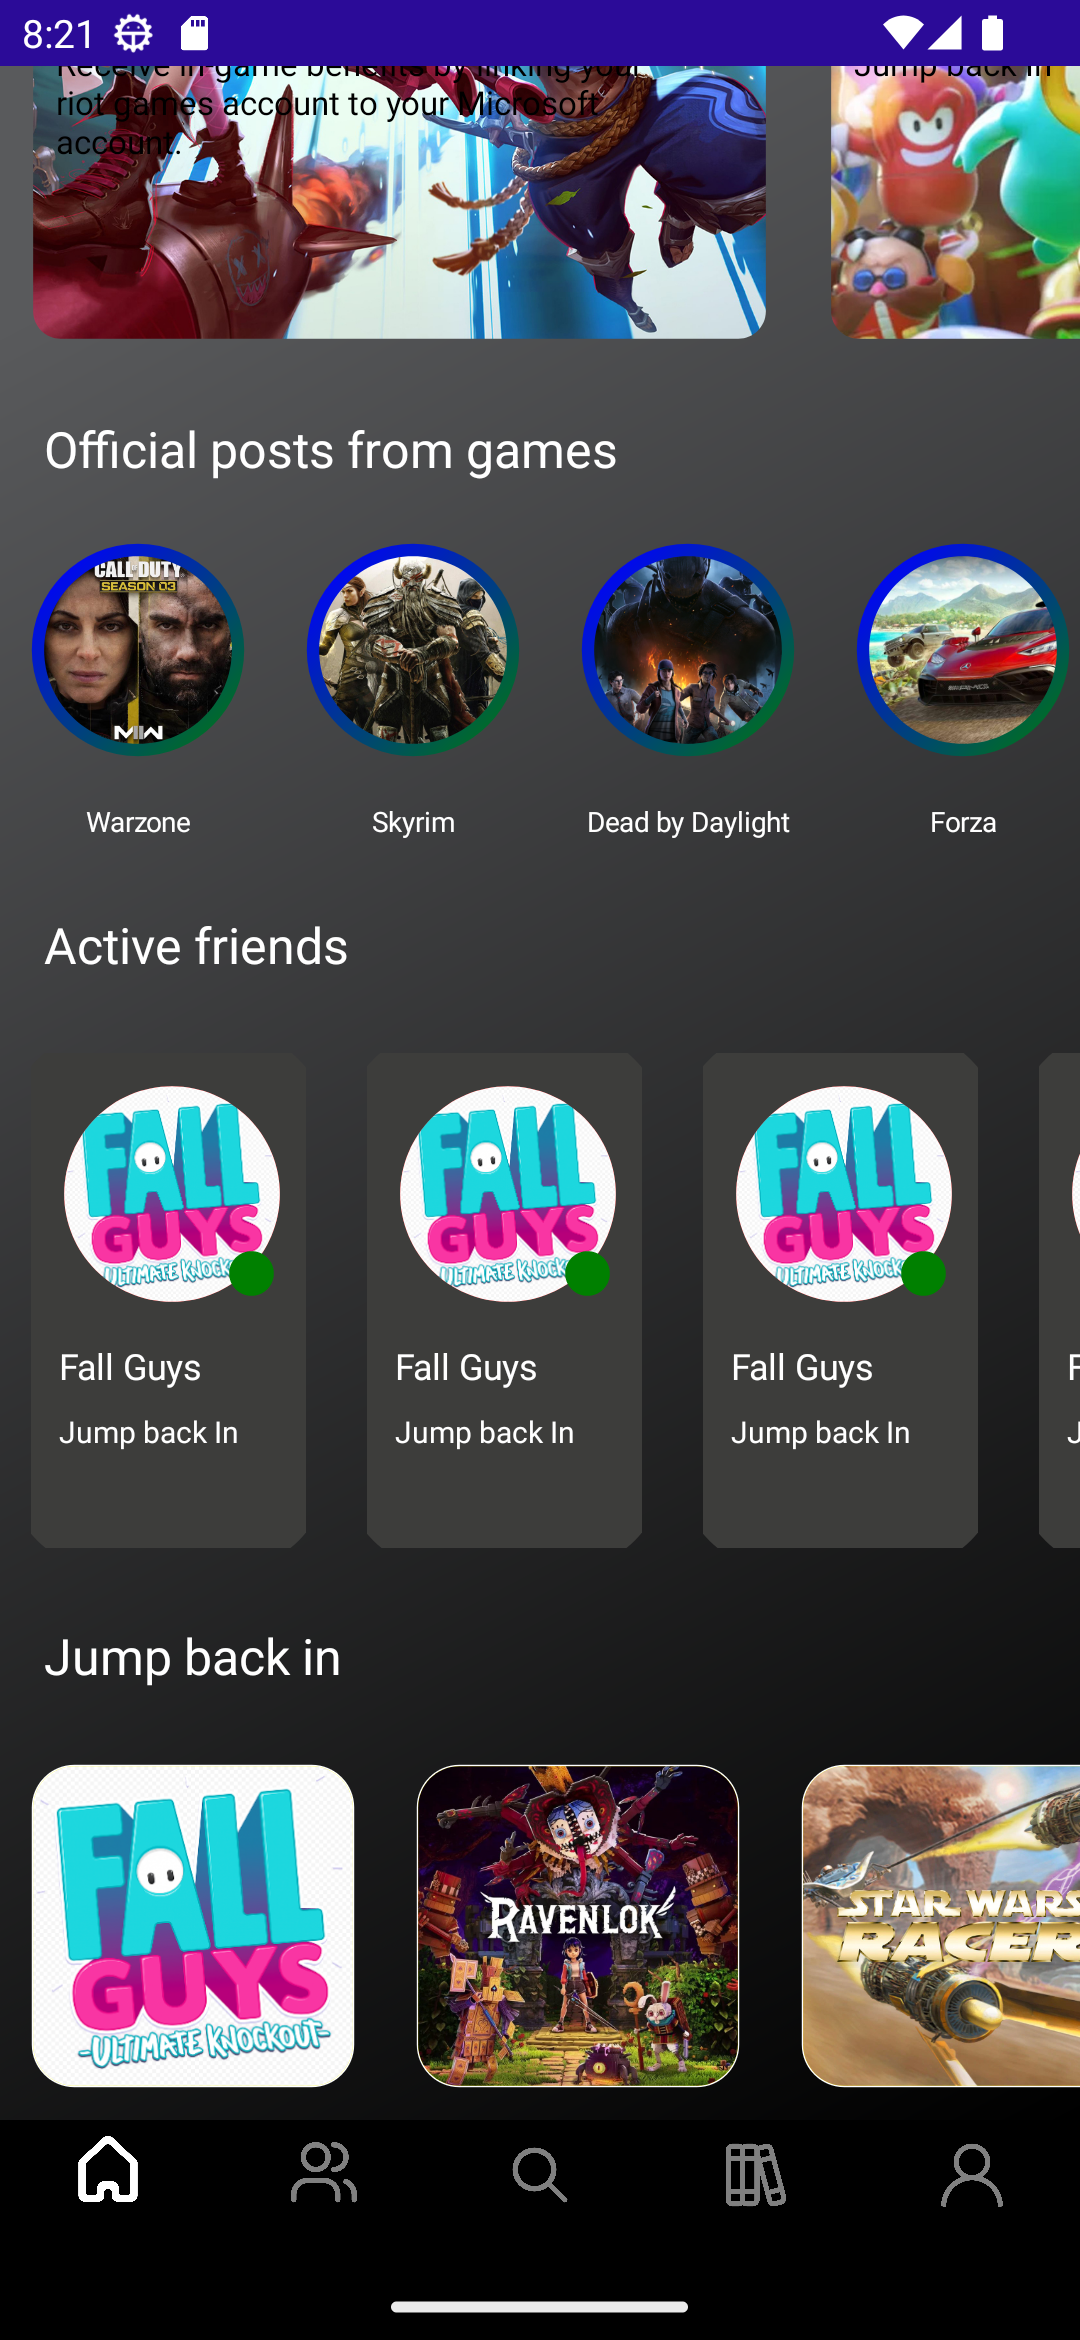 8:21
Receive in game benefits by linking your
riot games account to your Microsoft
account.
Jump back in
Official posts from games
CALL OF DUTY
SEASON 03
MW
Warzone
Skyrim
Dead by Daylight
Forza
Active friends
FALL
GUYS
ULTIMATE KNOCK
FALL
GUYS
ULTIMATE KNOCK
FALL
GUYS
ULTIMATE KNOCK
Fall Guys
Fall Guys
Fall Guys
F
Jump back In
Jump back In
Jump back In
J
Jump back in
FALL
GUYS
-ULTIMATE KNOCKOUT-
RAVENLOK
STAR WARS
RACER